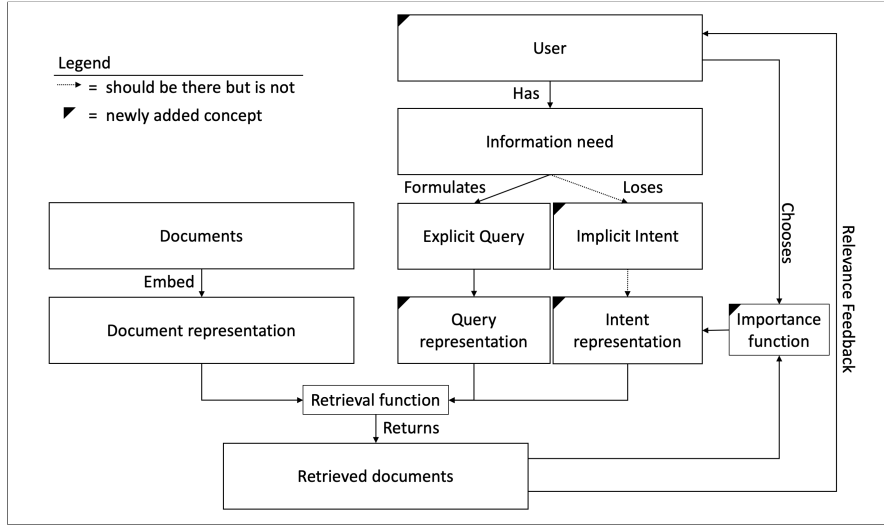 Legend
= should be there but is not
= newly added concept
User
Has
Information need
Formulates
Loses
Documents
Explicit Query
Implicit Intent
Chooses
Relevance Feedback
Embed
Document representation
Query
representation
Intent
representation
Importance
function
Retrieval function
Returns
Retrieved documents